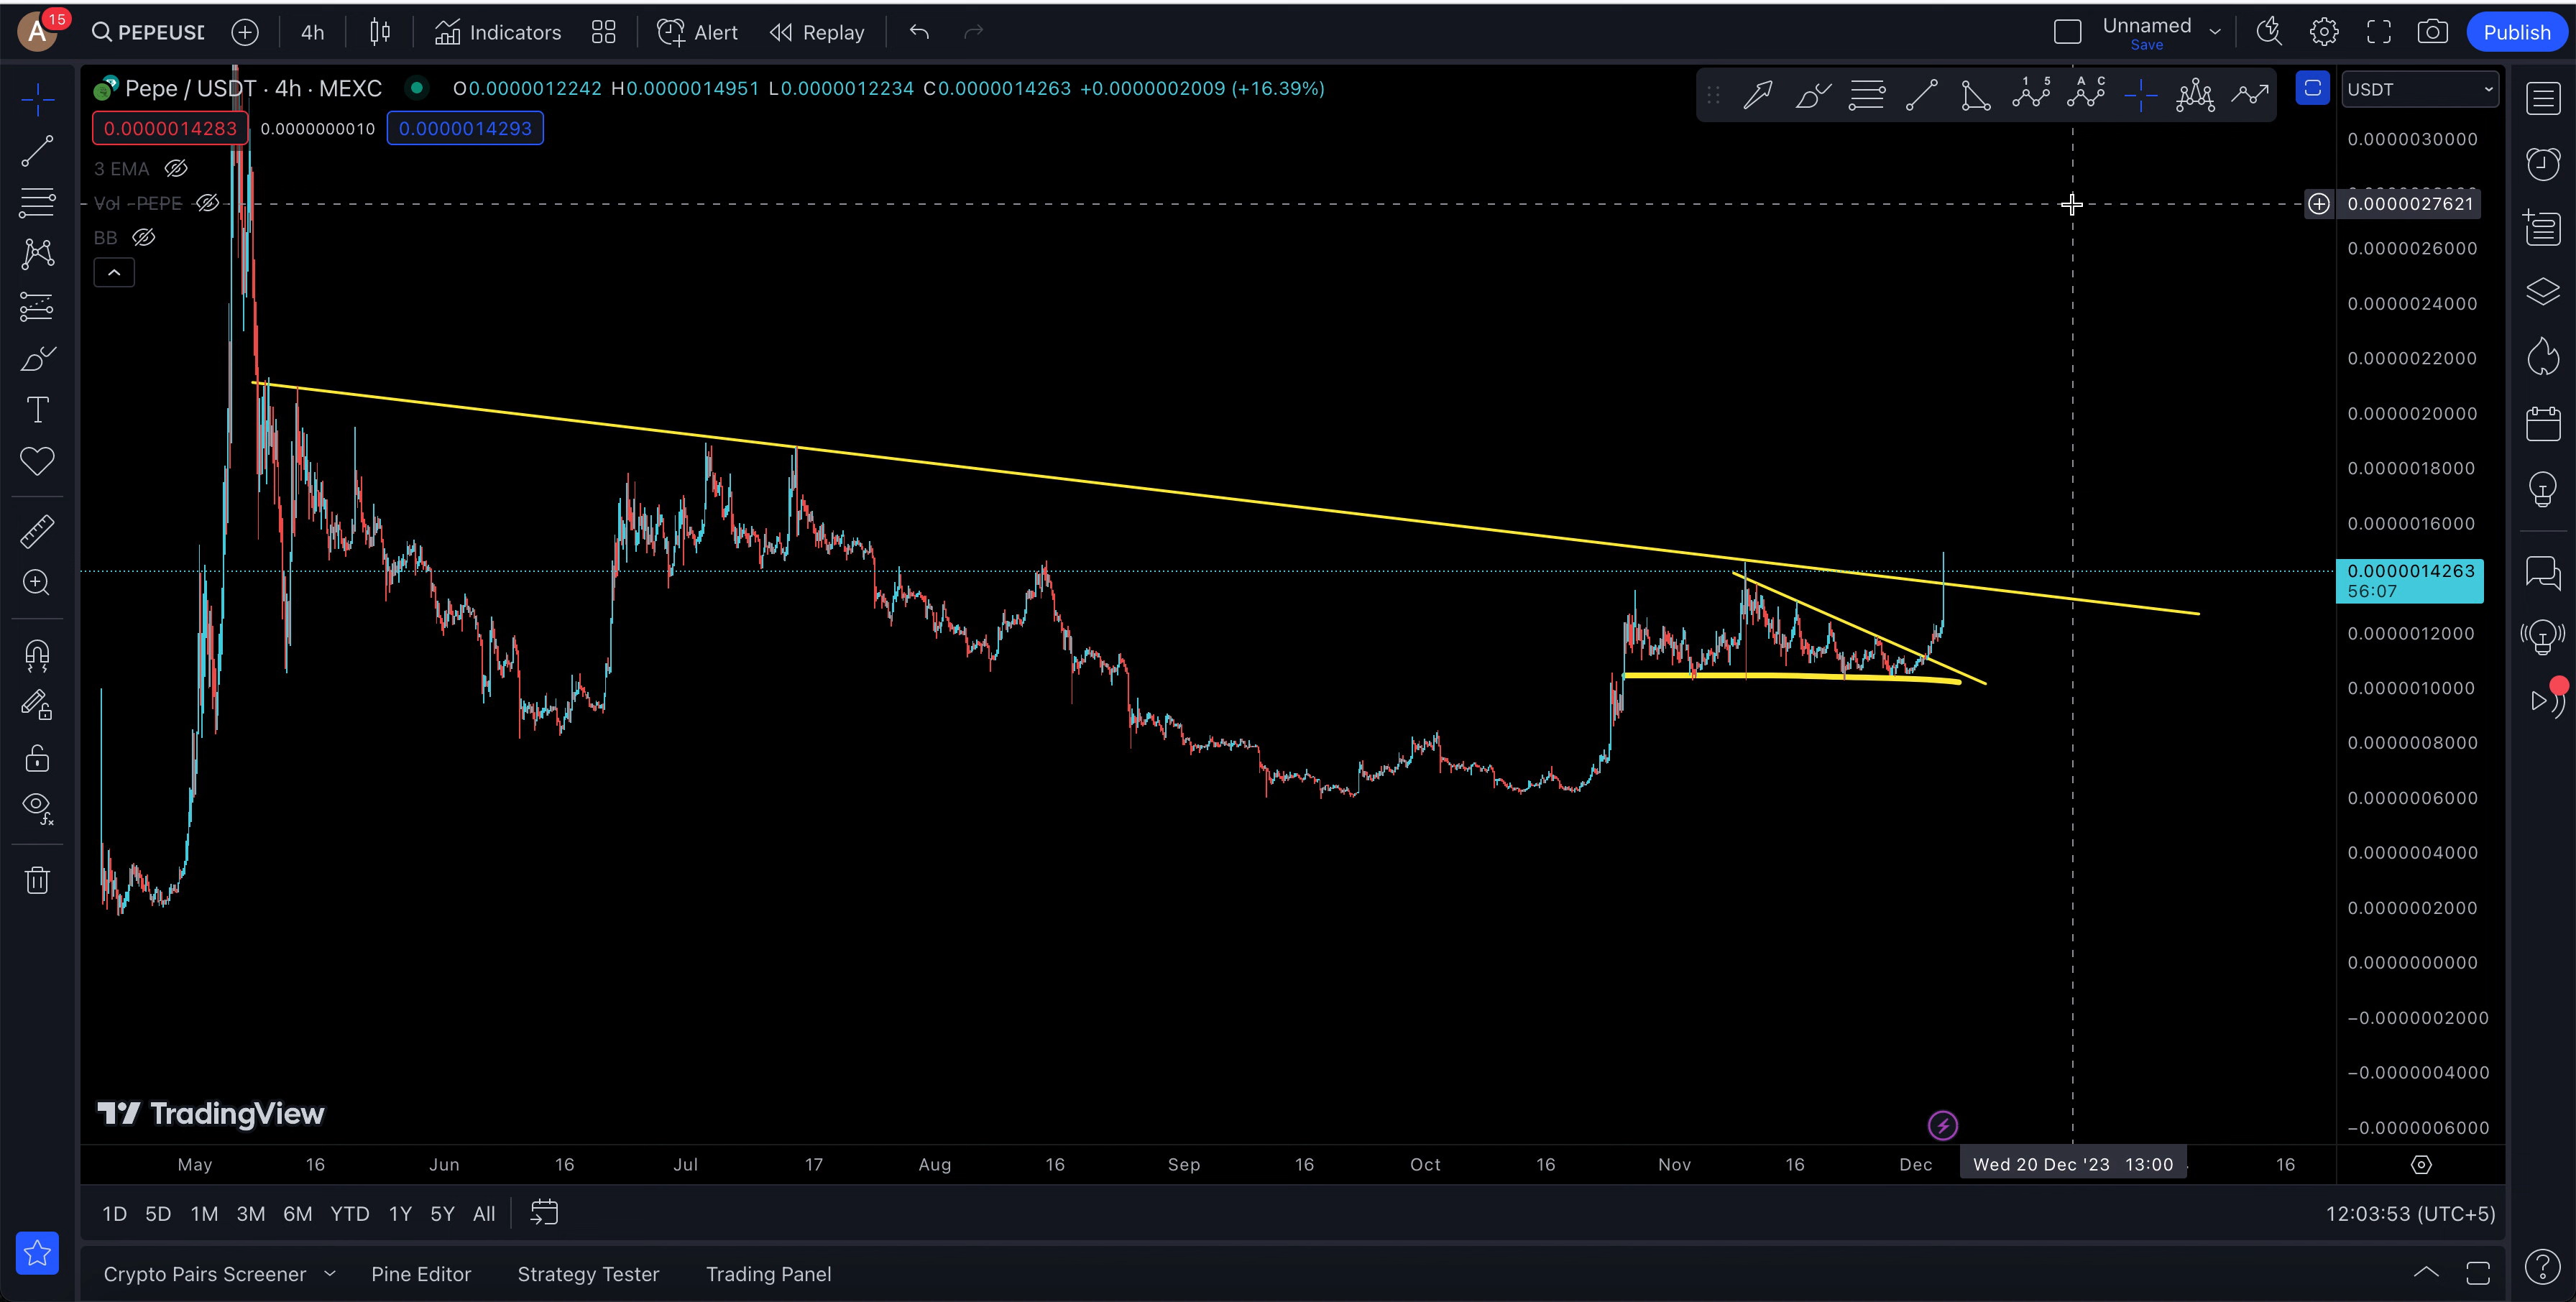 A 15 PEPEUSI 4h Indicators Alert Replay Unnamed Save Publish
Pepe / USDT · 4h · MEXC O0.0000012242 H0.0000014951 L0.0000012234 C0.0000014263 +0.0000002009 (+16.39%)
1 5 A C
USDT
0.0000014283 0.0000000010 0.0000014293
3 EMA
Vol · PEPE
BB
0.0000030000
0.0000027621
0.0000026000
0.0000024000
0.0000022000
0.0000020000
0.0000018000
0.0000016000
0.0000014263
56:07
0.0000012000
0.0000010000
0.0000008000
0.0000006000
0.0000004000
0.0000002000
0.0000000000
−0.0000002000
−0.0000004000
−0.0000006000
TradingView
May 16 Jun 16 Jul 17 Aug 16 Sep 16 Oct 16 Nov 16 Dec Wed 20 Dec '23 13:00 16
1D 5D 1M 3M 6M YTD 1Y 5Y All 12:03:53 (UTC+5)
Crypto Pairs Screener Pine Editor Strategy Tester Trading Panel